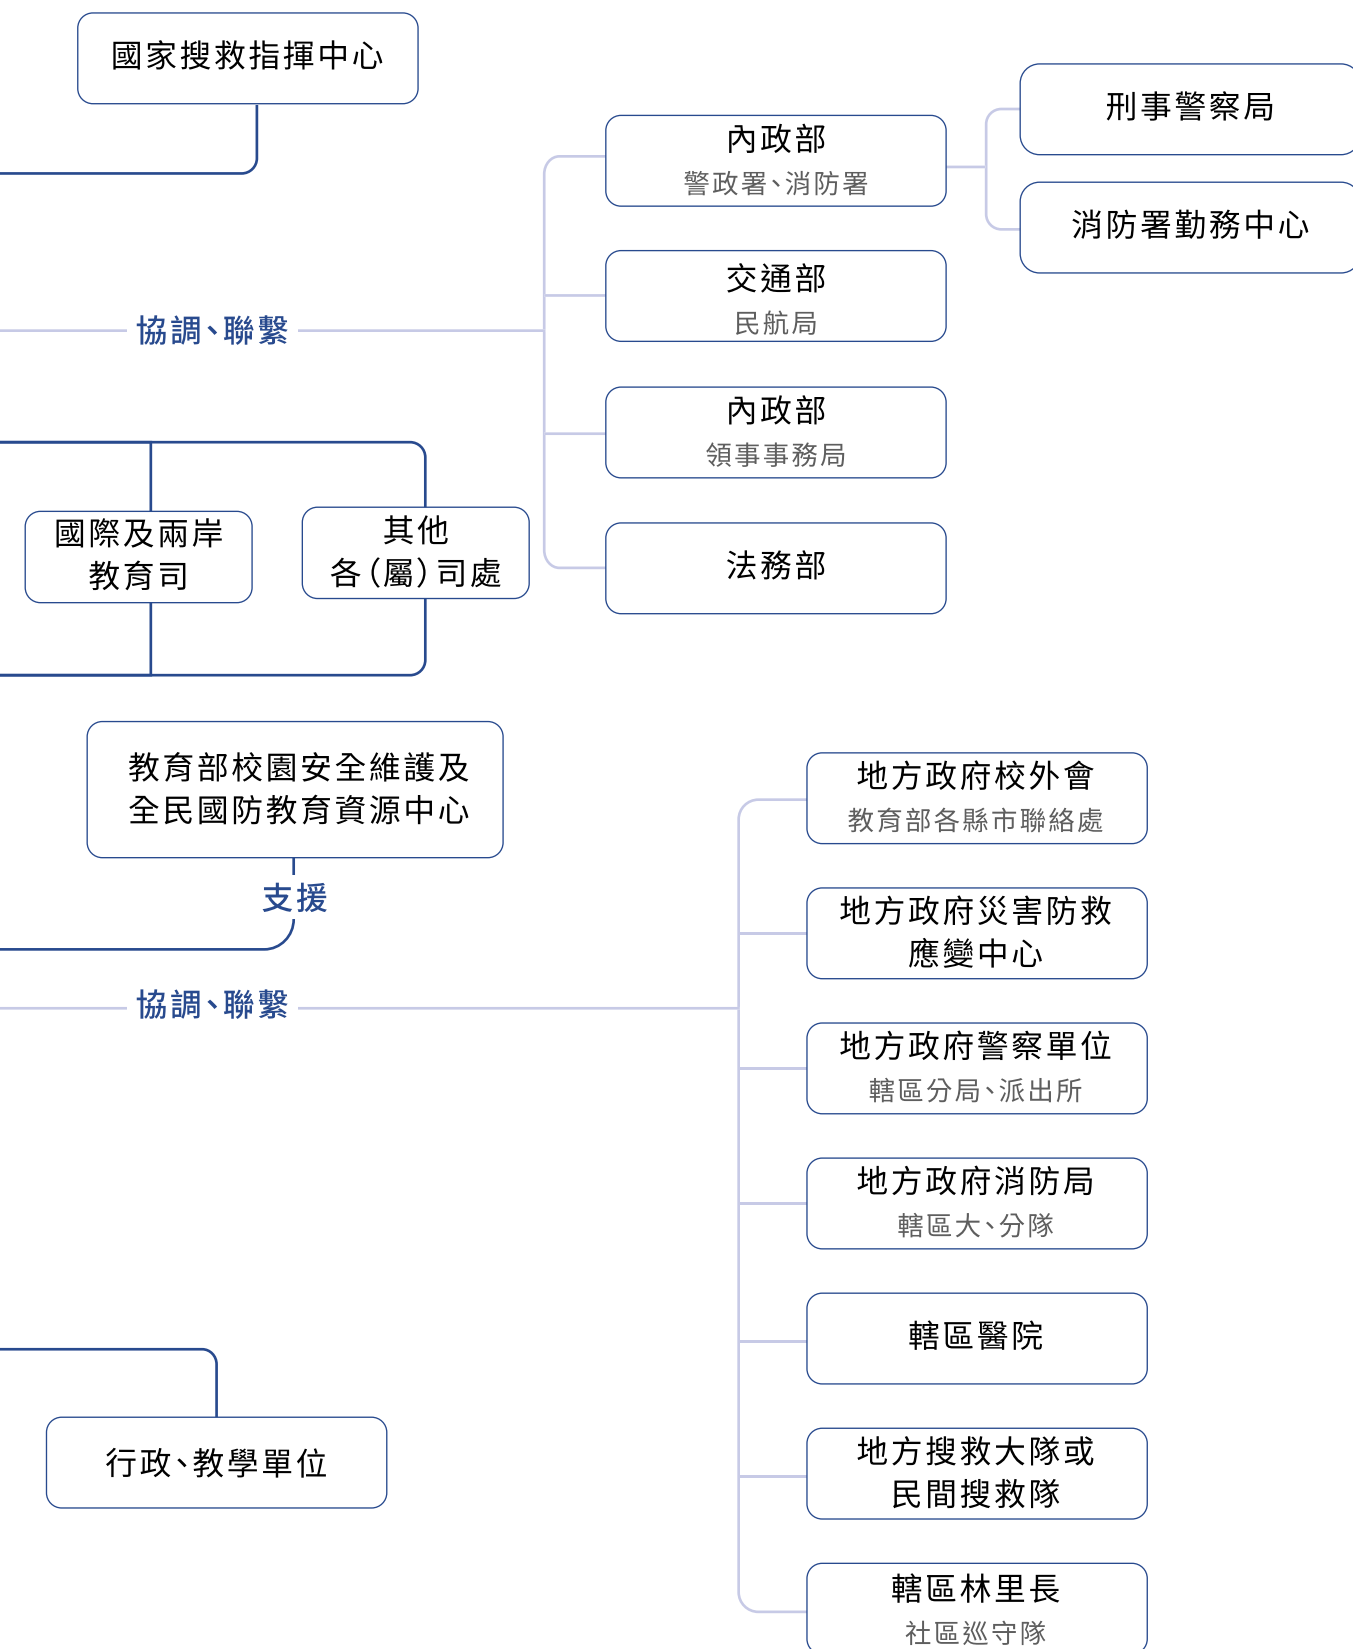 國家搜救指揮中心
刑事警察局
內政部
警政署、消防署
消防署勤務中心
交通部
民航局
協調、聯繫
內政部
領事事務局
國際及兩岸
教育司
其他
各(屬)司處
法務部
教育部校園安全維護及
全民國防教育資源中心
支援
地方政府校外會
教育部各縣市聯絡處
地方政府災害防救
應變中心
協調、聯繫
地方政府警察單位
轄區分局、派出所
地方政府消防局
轄區大、分隊
轄區醫院
行政、教學單位
地方搜救大隊或
民間搜救隊
轄區林里長
社區巡守隊